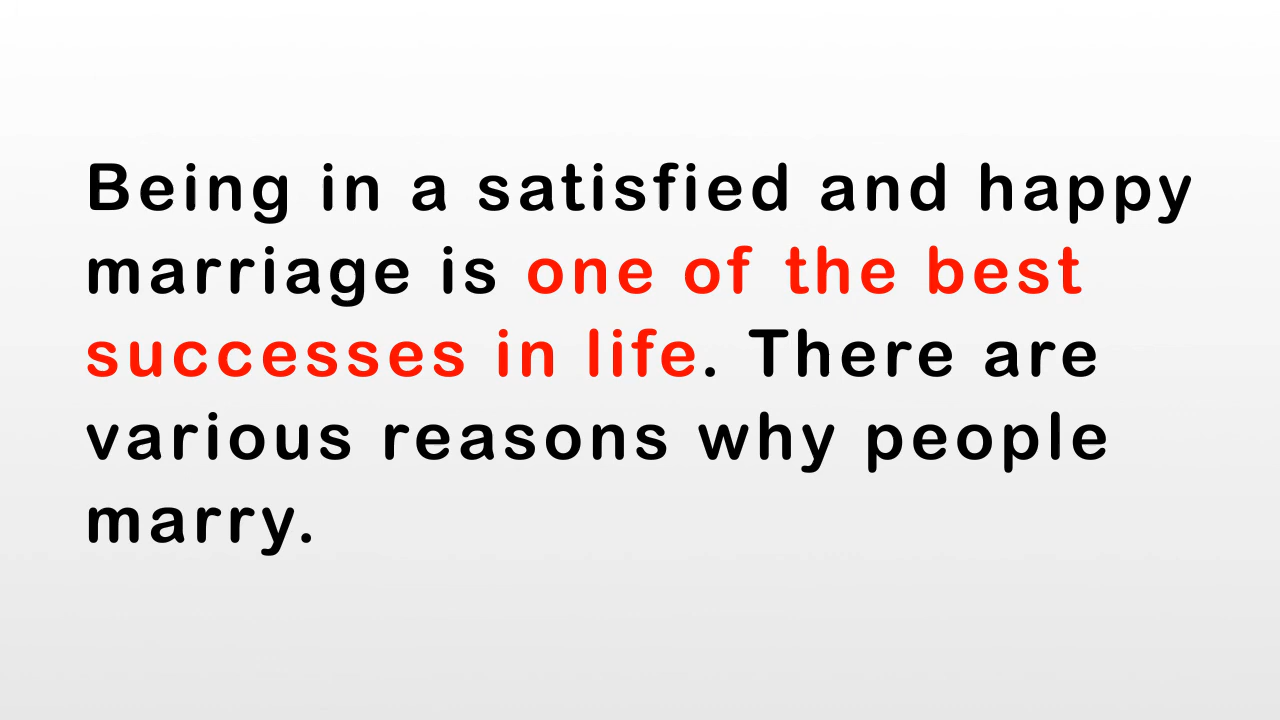 Being in a satisfied and happy
marriage is one of the best
successes in life. There are
various reasons why people
marry.